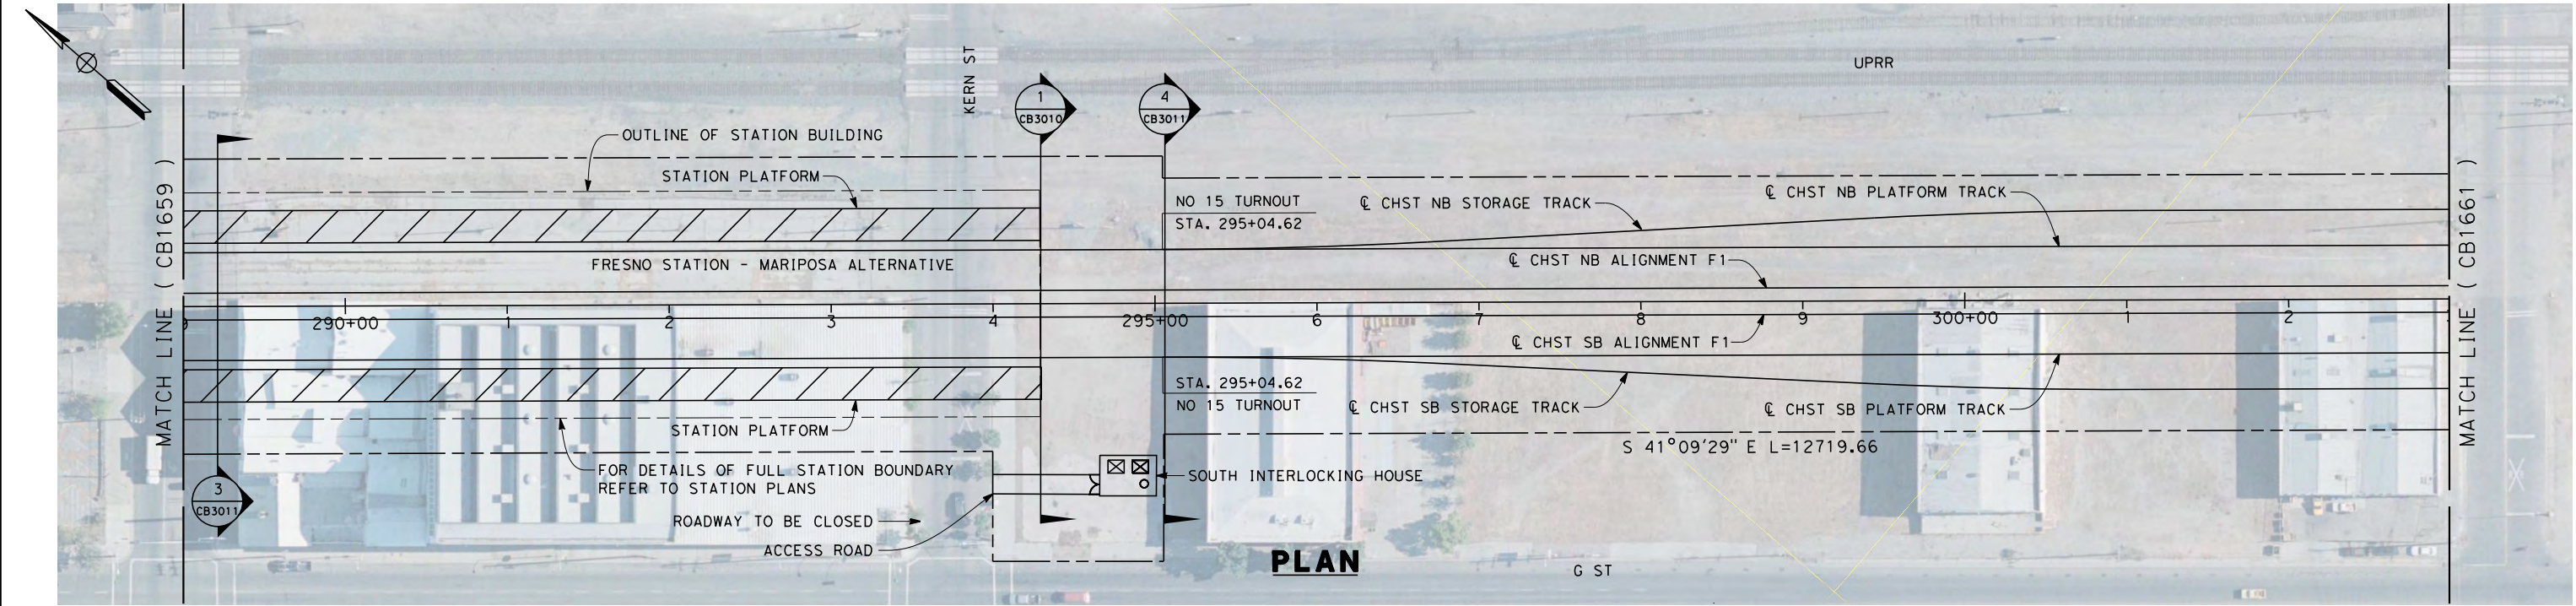 UPRR
KERN ST
1
CB3010
4
CB3011
OUTLINE OF STATION BUILDING
STATION PLATFORM
NO 15 TURNOUT
STA. 295+04.62
℄ CHST NB STORAGE TRACK
℄ CHST NB PLATFORM TRACK
MATCH LINE ( CB1659 )
MATCH LINE ( CB1661 )
FRESNO STATION - MARIPOSA ALTERNATIVE
℄ CHST NB ALIGNMENT F1
290+00
1
2
3
4
295+00
6
7
8
9
300+00
1
2
℄ CHST SB ALIGNMENT F1
STA. 295+04.62
NO 15 TURNOUT
℄ CHST SB STORAGE TRACK
℄ CHST SB PLATFORM TRACK
STATION PLATFORM
S 41°09'29" E L=12719.66
FOR DETAILS OF FULL STATION BOUNDARY
REFER TO STATION PLANS
SOUTH INTERLOCKING HOUSE
3
CB3011
ROADWAY TO BE CLOSED
ACCESS ROAD
PLAN
G ST